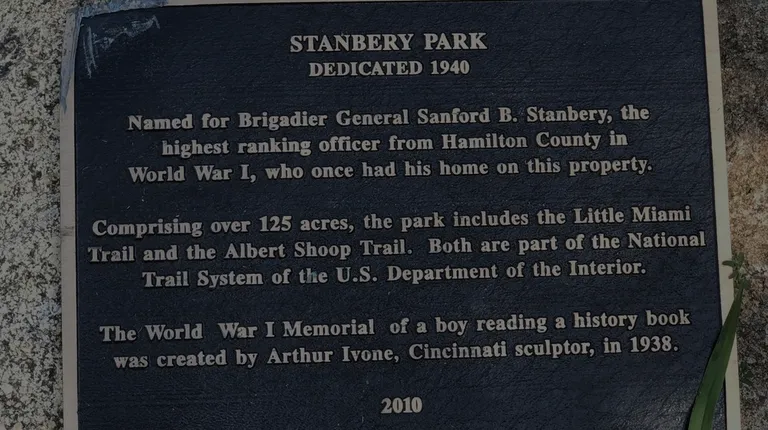 STANBERY PARK
DEDICATED 1940
Named for Brigadier General Sanford B. Stanbery, the
highest ranking officer from Hamilton County in
World War I, who once had his home on this property.
Comprising over 125 acres, the park includes the Little Miami
Trail and the Albert Shoop Trail. Both are part of the National
Trail System of the U.S. Department of the Interior.
The World War I Memorial of a boy reading a history book
was created by Arthur Ivone, Cincinnati sculptor, in 1938.
2010